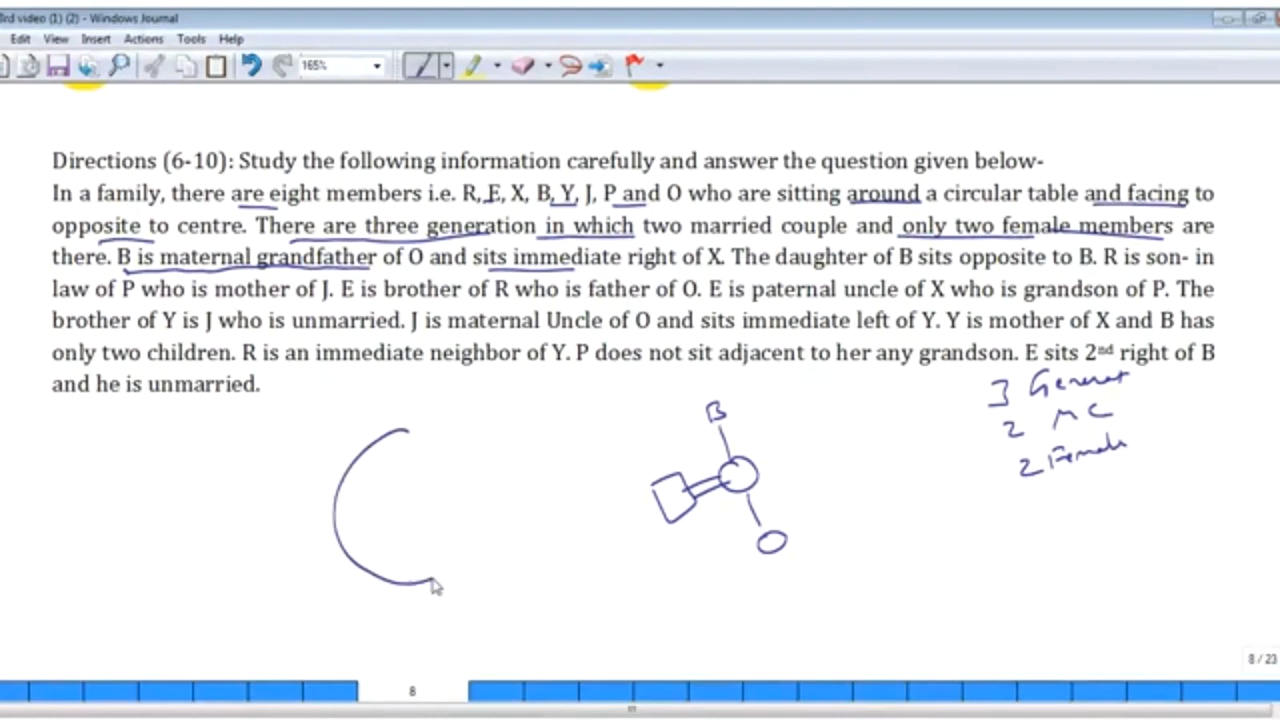 3rd video (1) (2) - Windows Journal
Edit View Insert Actions Tools Help
165%
Directions (6-10): Study the following information carefully and answer the question given below-
In a family, there are eight members i.e. R, E, X, B, Y, J, P and O who are sitting around a circular table and facing to
opposite to centre. There are three generation in which two married couple and only two female members are
there. B is maternal grandfather of O and sits immediate right of X. The daughter of B sits opposite to B. R is son- in
law of P who is mother of J. E is brother of R who is father of O. E is paternal uncle of X who is grandson of P. The
brother of Y is J who is unmarried. J is maternal Uncle of O and sits immediate left of Y. Y is mother of X and B has
only two children. R is an immediate neighbor of Y. P does not sit adjacent to her any grandson. E sits 2nd right of B
and he is unmarried.
3 Generat
B
2 MC
2 Female
O
8 / 23
8